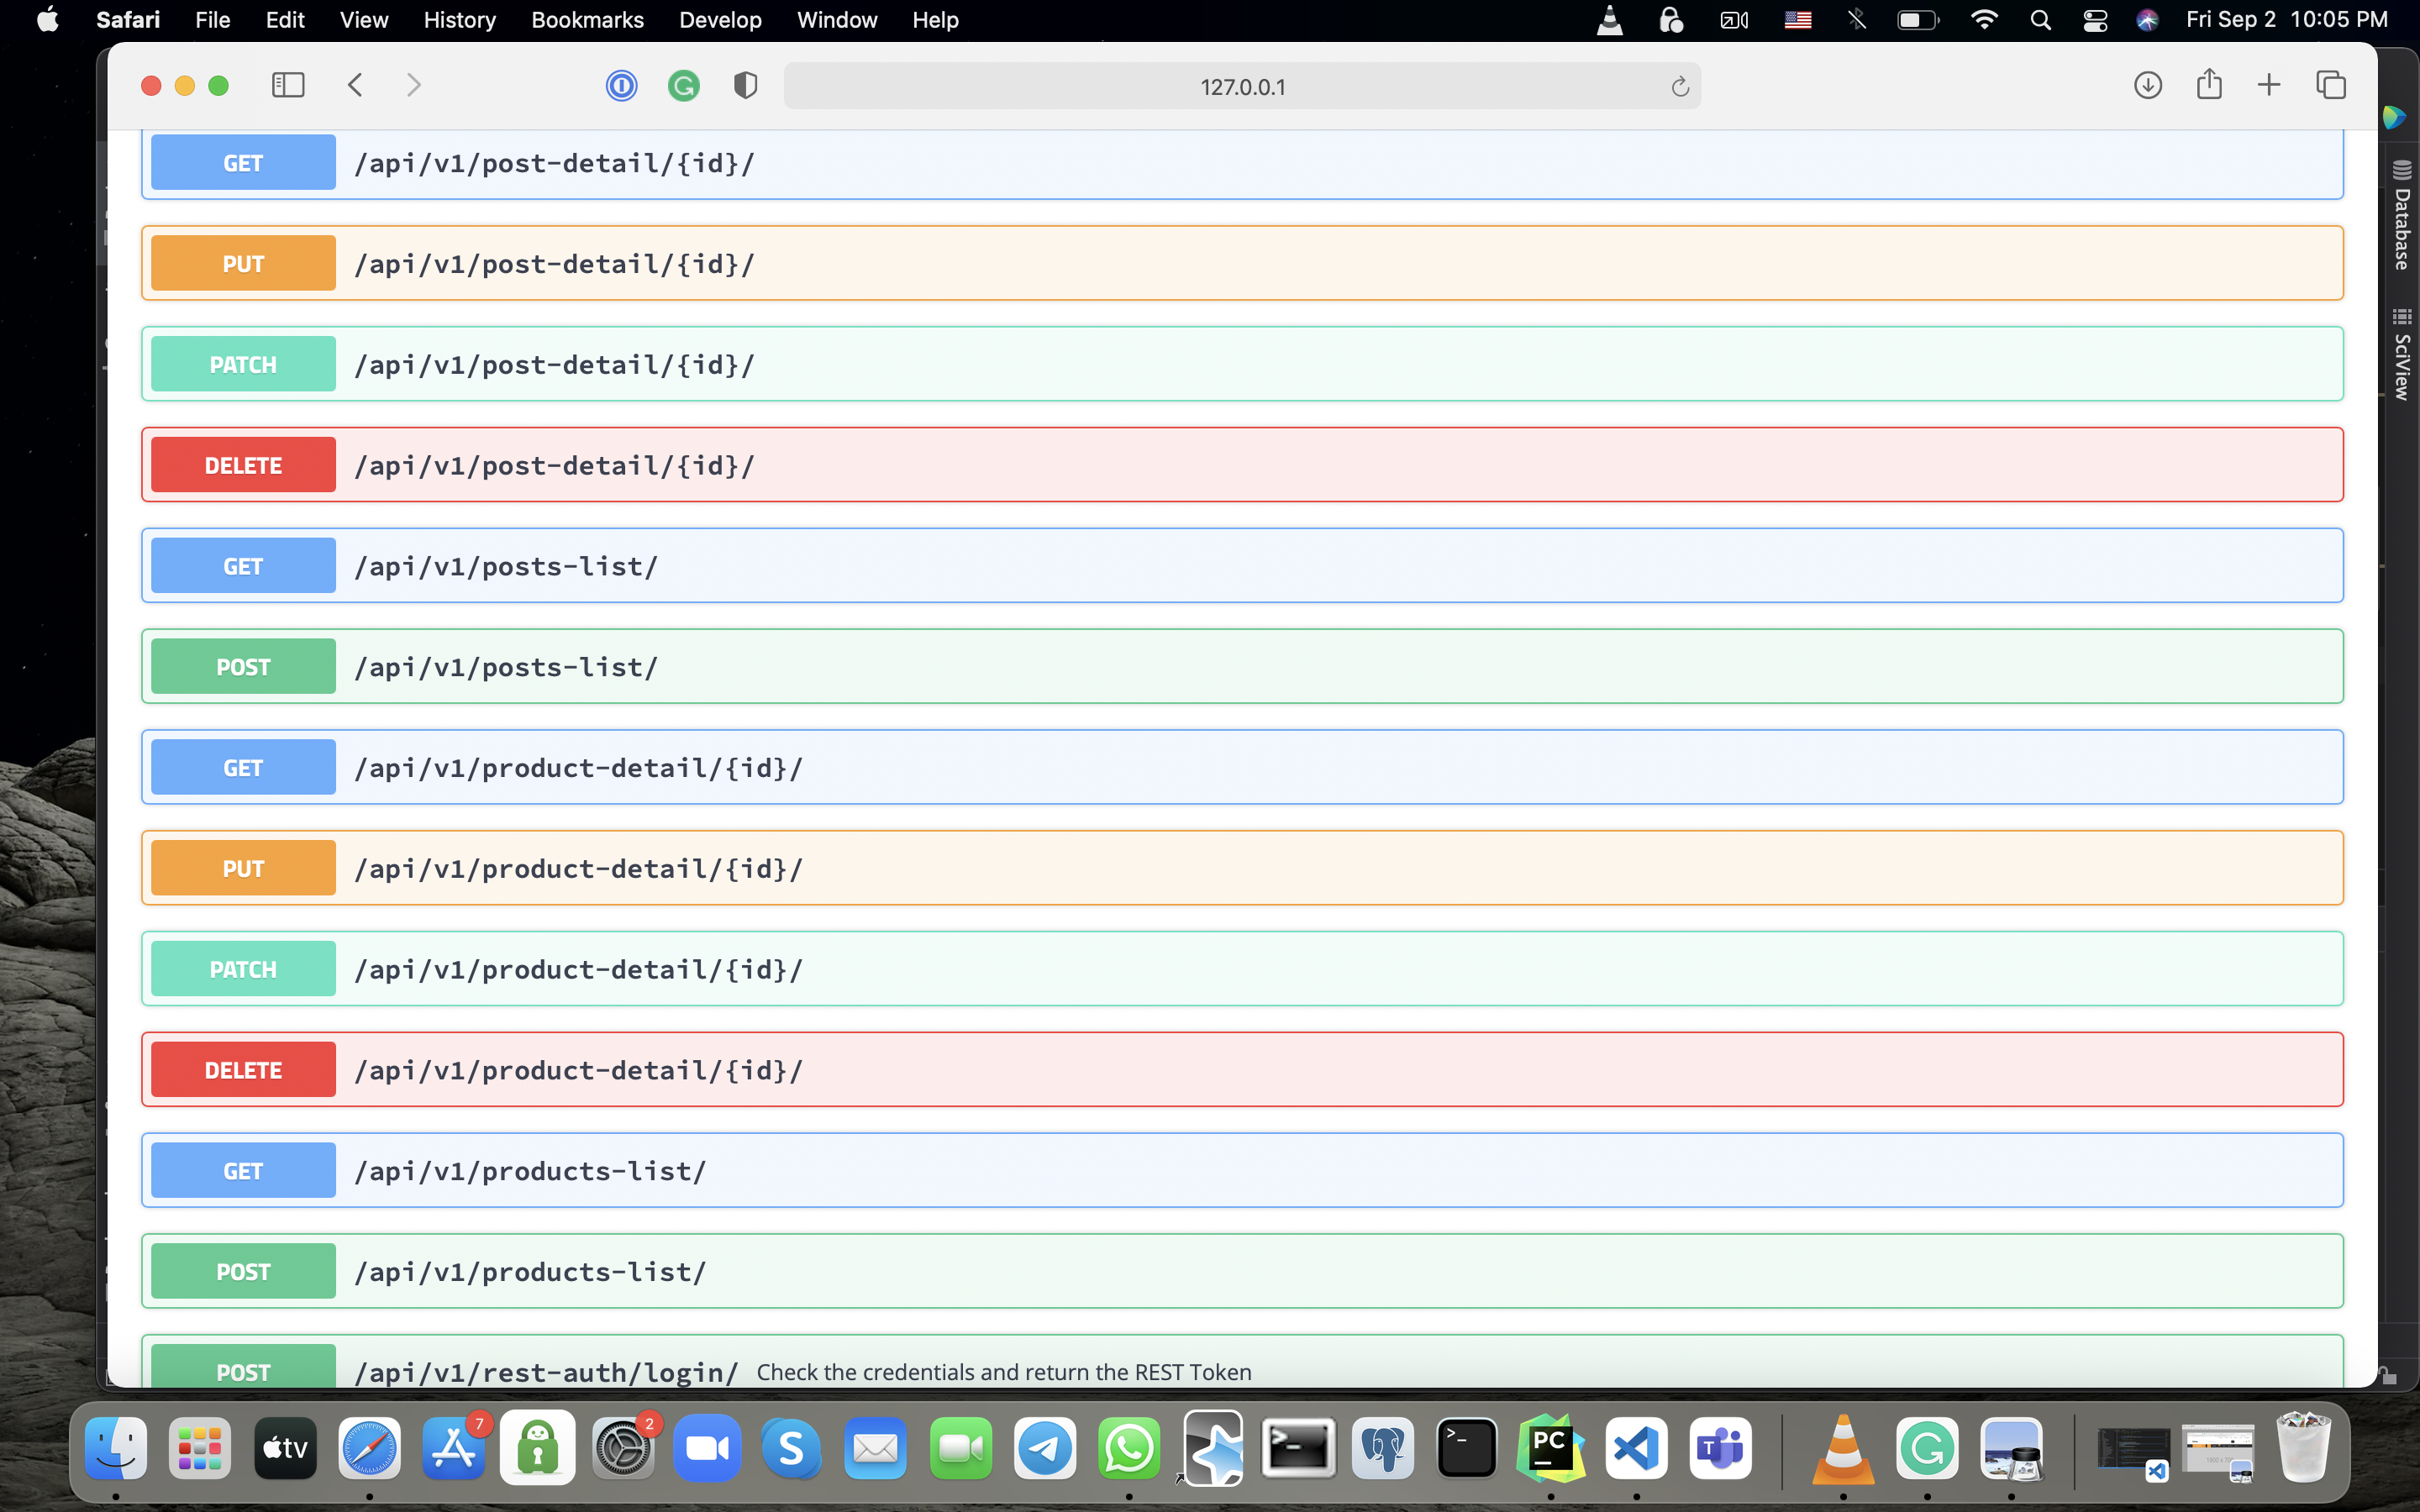 Safari File Edit View History Bookmarks Develop Window Help Fri Sep 2 10:05 PM
127.0.0.1
GET /api/v1/post-detail/{id}/
PUT /api/v1/post-detail/{id}/
PATCH /api/v1/post-detail/{id}/
DELETE /api/v1/post-detail/{id}/
GET /api/v1/posts-list/
POST /api/v1/posts-list/
GET /api/v1/product-detail/{id}/
PUT /api/v1/product-detail/{id}/
PATCH /api/v1/product-detail/{id}/
DELETE /api/v1/product-detail/{id}/
GET /api/v1/products-list/
POST /api/v1/products-list/
POST /api/v1/rest-auth/login/ Check the credentials and return the REST Token
Database
SciView
tv
7
2
S
>_
>_
PC
T